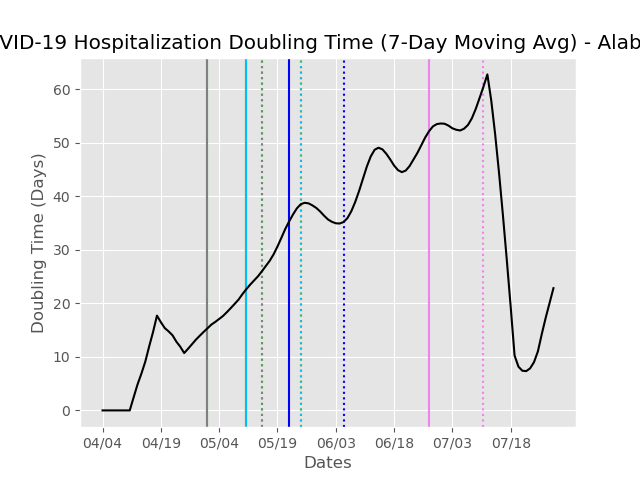 VID-19 Hospitalization Doubling Time (7-Day Moving Avg) - Alab
60
50
40
30
20
10
0
Doubling Time (Days)
04/04 04/19 05/04 05/19 06/03 06/18 07/03 07/18
Dates